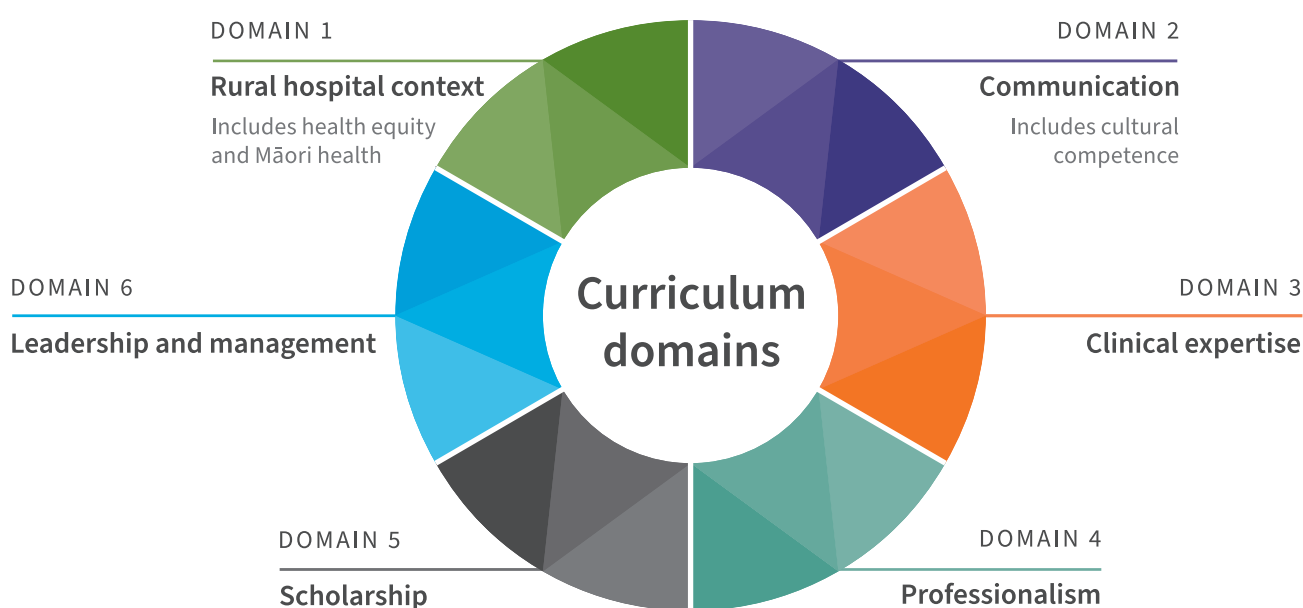 DOMAIN 1
Rural hospital context
Includes health equity
and Māori health
DOMAIN 2
Communication
Includes cultural
competence
DOMAIN 3
Clinical expertise
DOMAIN 4
Professionalism
DOMAIN 5
Scholarship
DOMAIN 6
Leadership and management
Curriculum
domains